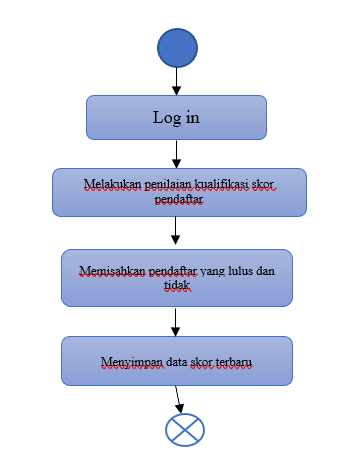 Log in
Melakukan penilaian kualifikasi skor
pendaftar
Memisahkan pendaftar yang lulus dan
tidak
Menyimpan data skor terbaru